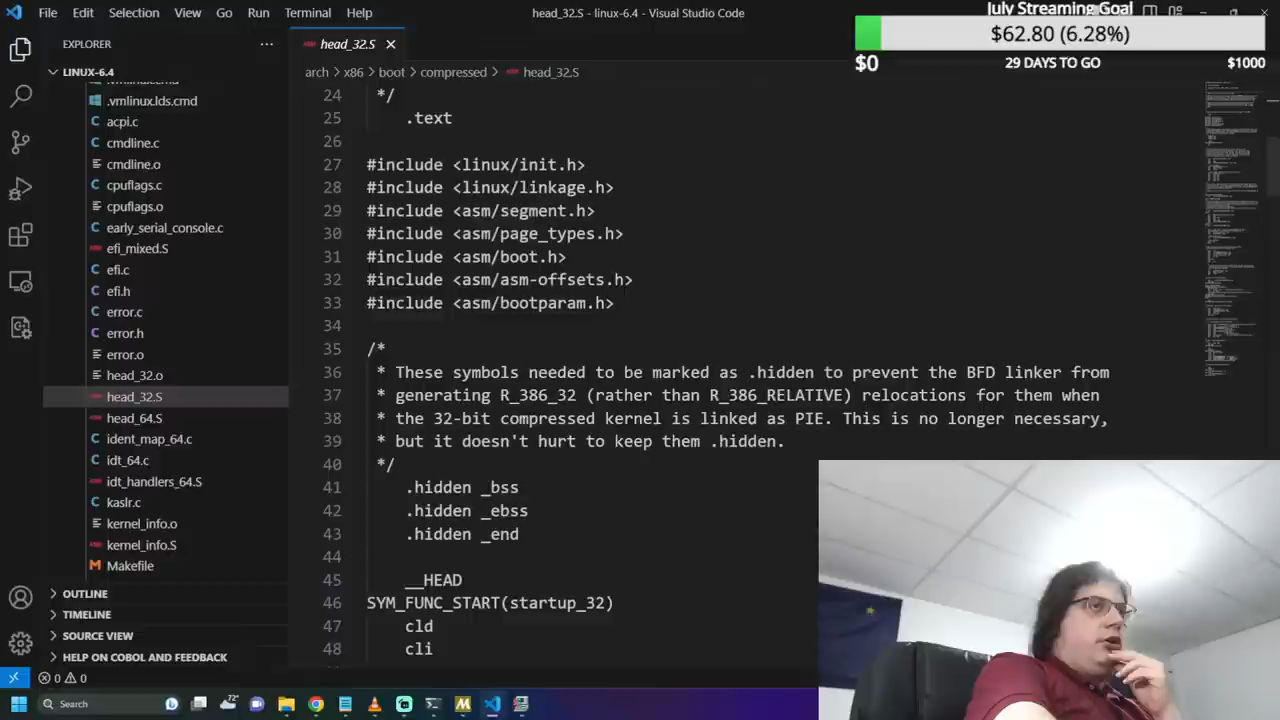 File Edit Selection View Go Run Terminal Help
head_32.S - linux-6.4 - Visual Studio Code
July Streaming Goal
$62.80 (6.28%)
$0 29 DAYS TO GO $1000
EXPLORER
LINUX-6.4
.vmlinux.cmd
.vmlinux.lds.cmd
acpi.c
cmdline.c
cmdline.o
cpuflags.c
cpuflags.o
early_serial_console.c
efi_mixed.S
efi.c
efi.h
error.c
error.h
error.o
head_32.o
head_32.S
head_64.S
ident_map_64.c
idt_64.c
idt_handlers_64.S
kaslr.c
kernel_info.o
kernel_info.S
Makefile
OUTLINE
TIMELINE
SOURCE VIEW
HELP ON COBOL AND FEEDBACK
head_32.S
arch > x86 > boot > compressed > head_32.S
24 */
25 .text
26
27 #include <linux/init.h>
28 #include <linux/linkage.h>
29 #include <asm/segment.h>
30 #include <asm/page_types.h>
31 #include <asm/boot.h>
32 #include <asm/asm-offsets.h>
33 #include <asm/bootparam.h>
34
35 /*
36 * These symbols needed to be marked as .hidden to prevent the BFD linker from
37 * generating R_386_32 (rather than R_386_RELATIVE) relocations for them when
38 * the 32-bit compressed kernel is linked as PIE. This is no longer necessary,
39 * but it doesn't hurt to keep them .hidden.
40 */
41 .hidden _bss
42 .hidden _ebss
43 .hidden _end
44
45 __HEAD
46 SYM_FUNC_START(startup_32)
47 cld
48 cli
0 0
Search
72°